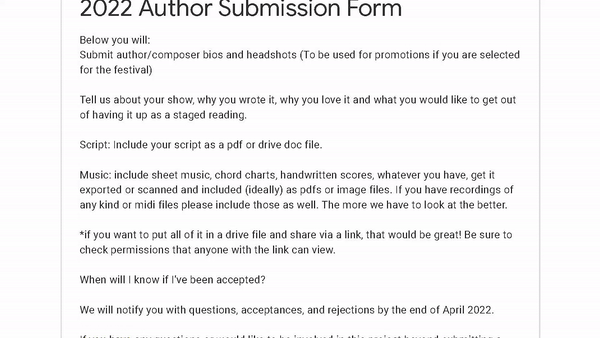 2022 Author Submission Form
Below you will:
Submit author/composer bios and headshots (To be used for promotions if you are selected
for the festival)
Tell us about your show, why you wrote it, why you love it and what you would like to get out
of having it up as a staged reading.
Script: Include your script as a pdf or drive doc file.
Music: include sheet music, chord charts, handwritten scores, whatever you have, get it
exported or scanned and included (ideally) as pdfs or image files. If you have recordings of
any kind or midi files please include those as well. The more we have to look at the better.
*if you want to put all of it in a drive file and share via a link, that would be great! Be sure to
check permissions that anyone with the link can view.
When will I know if I've been accepted?
We will notify you with questions, acceptances, and rejections by the end of April 2022.